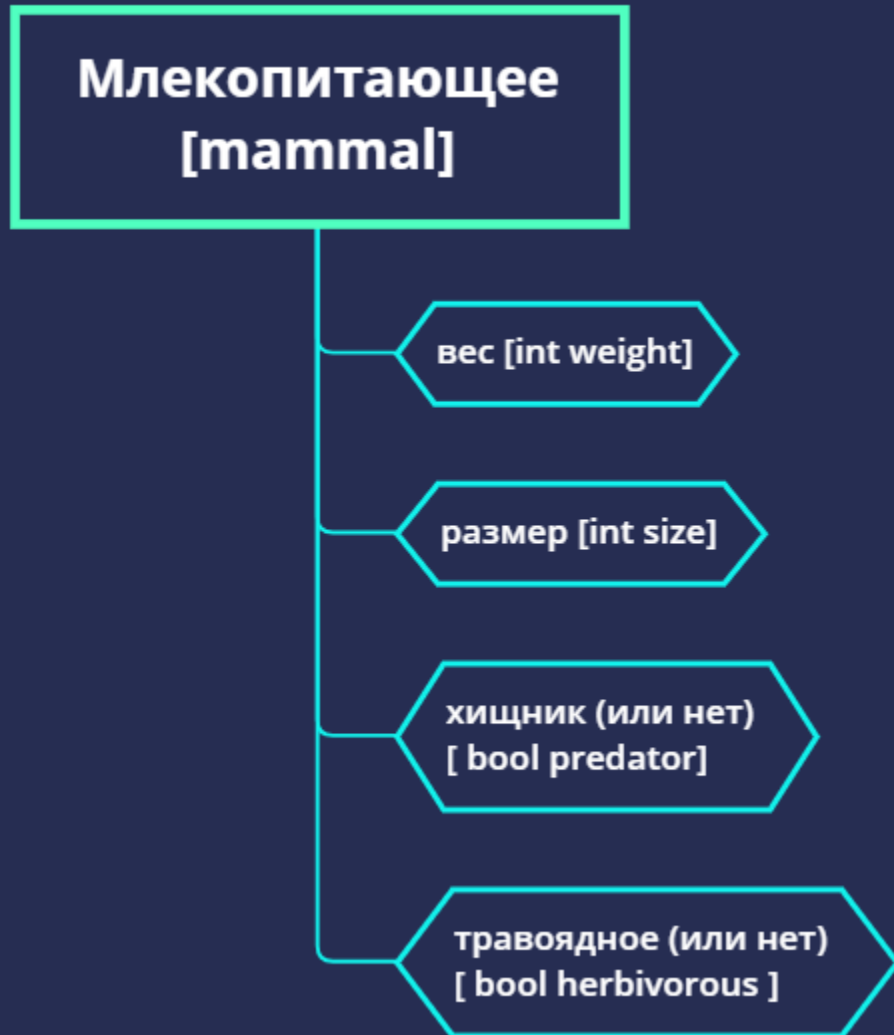 Млекопитающее
[mammal]
вес [int weight]
размер [int size]
хищник (или нет)
[ bool predator]
травоядное (или нет)
[ bool herbivorous ]